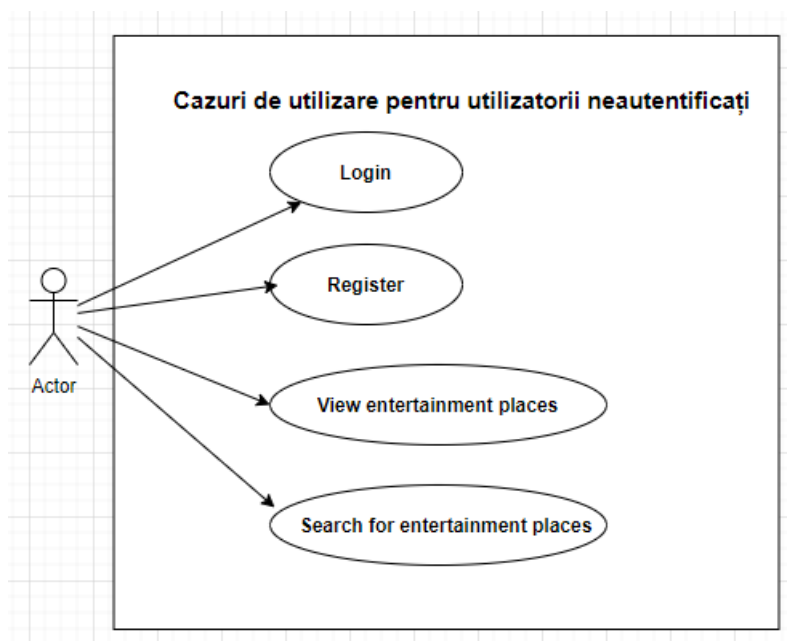 Cazuri de utilizare pentru utilizatorii neautentificați
Login
Register
Actor
View entertainment places
Search for entertainment places